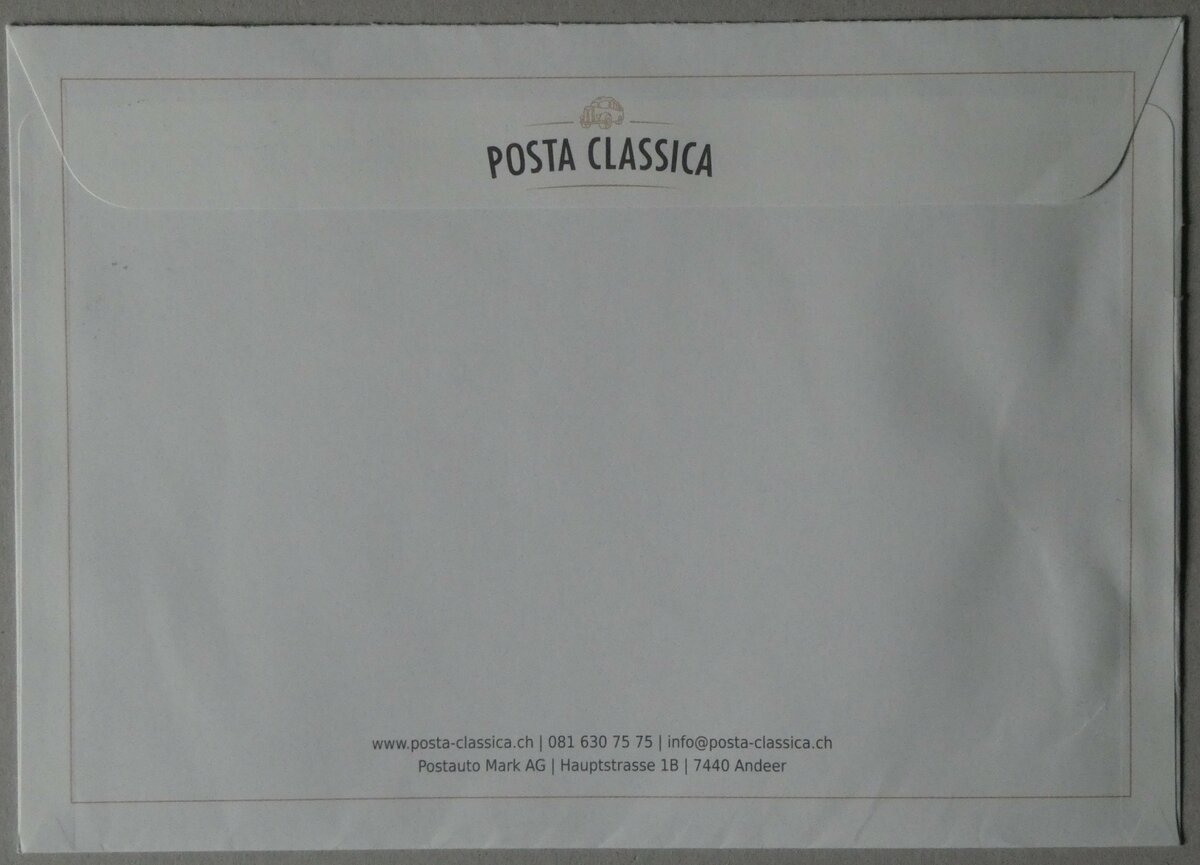 POSTA CLASSICA
www.posta-classica.ch | 081 630 75 75 | info@posta-classica.ch
Postauto Mark AG | Hauptstrasse 1B | 7440 Andeer